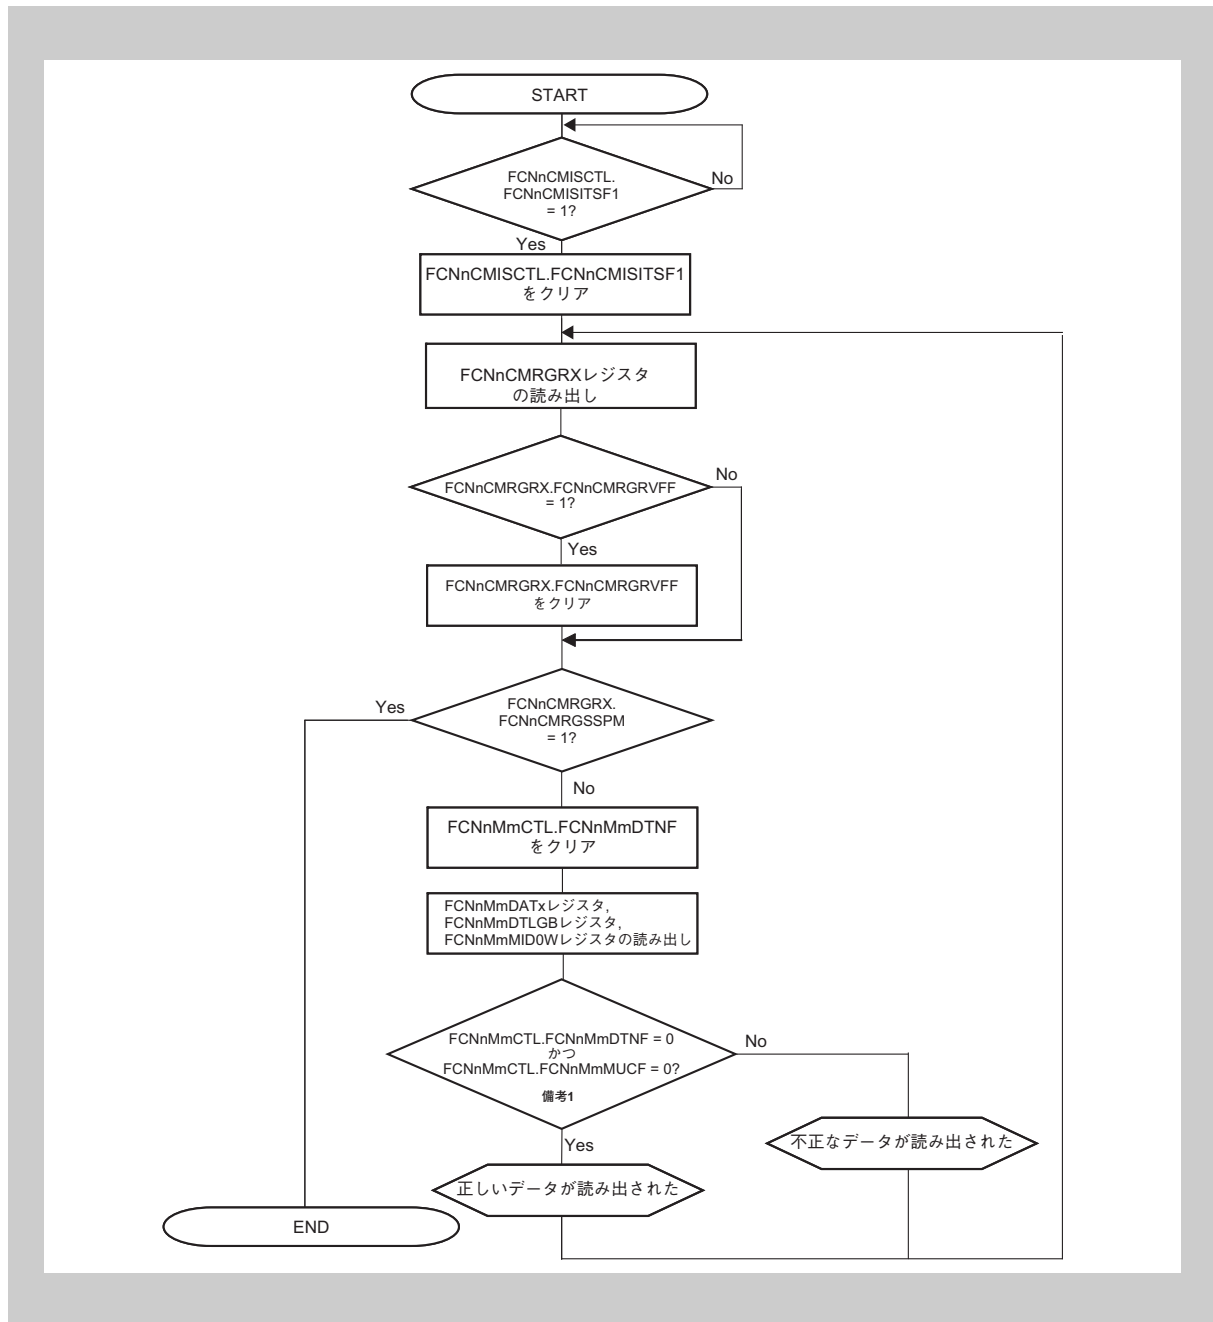 START
FCNnCMISCTL.
FCNnCMISITSF1
= 1?
No
Yes
FCNnCMISCTL.FCNnCMISITSF1
をクリア
FCNnCMRGRXレジスタ
の読み出し
FCNnCMRGRX.FCNnCMRGRVFF
= 1?
No
Yes
FCNnCMRGRX.FCNnCMRGRVFF
をクリア
FCNnCMRGRX.
FCNnCMRGSSPM
= 1?
Yes
No
FCNnMmCTL.FCNnMmDTNF
をクリア
FCNnMmDATxレジスタ,
FCNnMmDTLGBレジスタ,
FCNnMmMID0Wレジスタの読み出し
FCNnMmCTL.FCNnMmDTNF = 0
かつ
FCNnMmCTL.FCNnMmMUCF = 0?
備考1
No
Yes
不正なデータが読み出された
正しいデータが読み出された
END